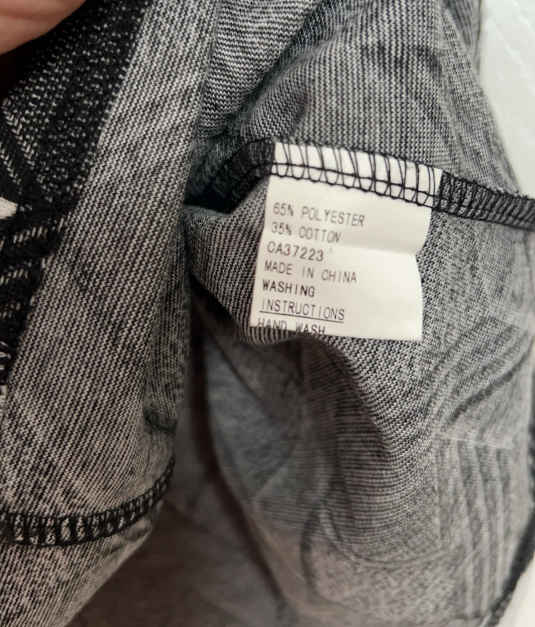 65% POLYESTER
35% COTTON
CA37223
MADE IN CHINA
WASHING
INSTRUCTIONS
HAND WASH